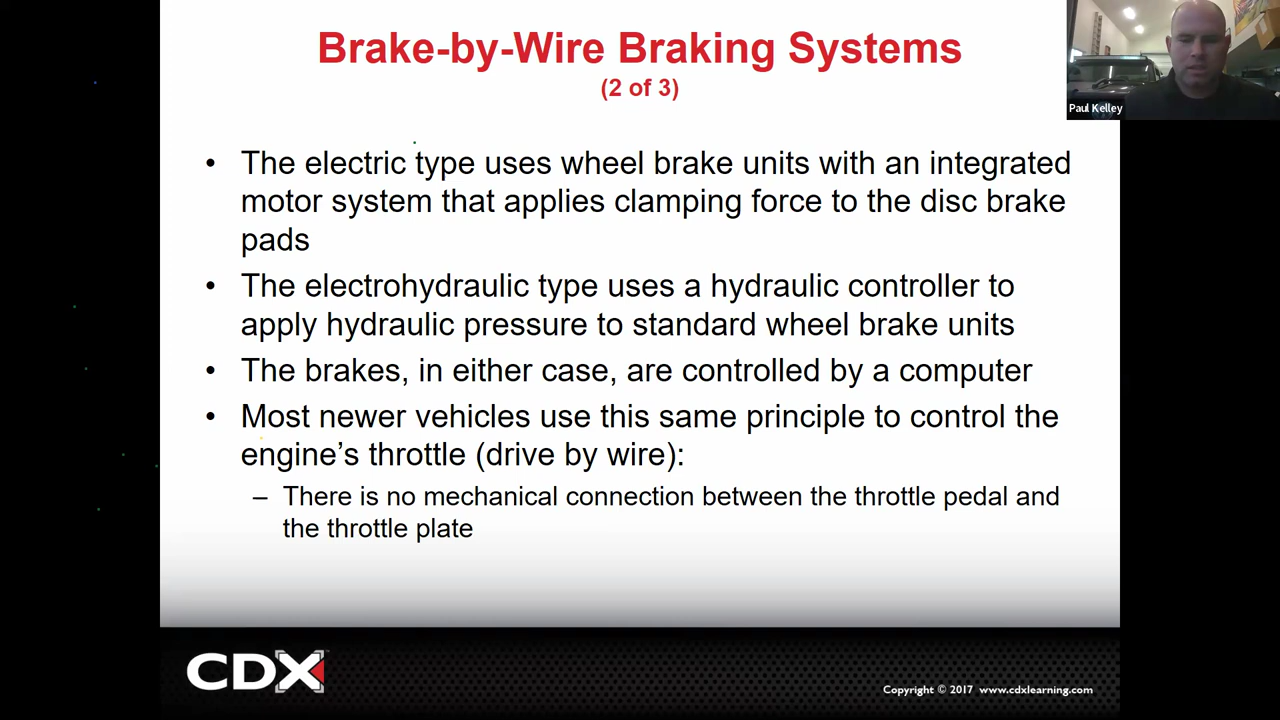 Brake-by-Wire Braking Systems
(2 of 3)
Paul Kelley
• The electric type uses wheel brake units with an integrated
motor system that applies clamping force to the disc brake
pads
• The electrohydraulic type uses a hydraulic controller to
apply hydraulic pressure to standard wheel brake units
• The brakes, in either case, are controlled by a computer
• Most newer vehicles use this same principle to control the
engine’s throttle (drive by wire):
– There is no mechanical connection between the throttle pedal and
the throttle plate
CDX
Copyright © 2017 www.cdxlearning.com